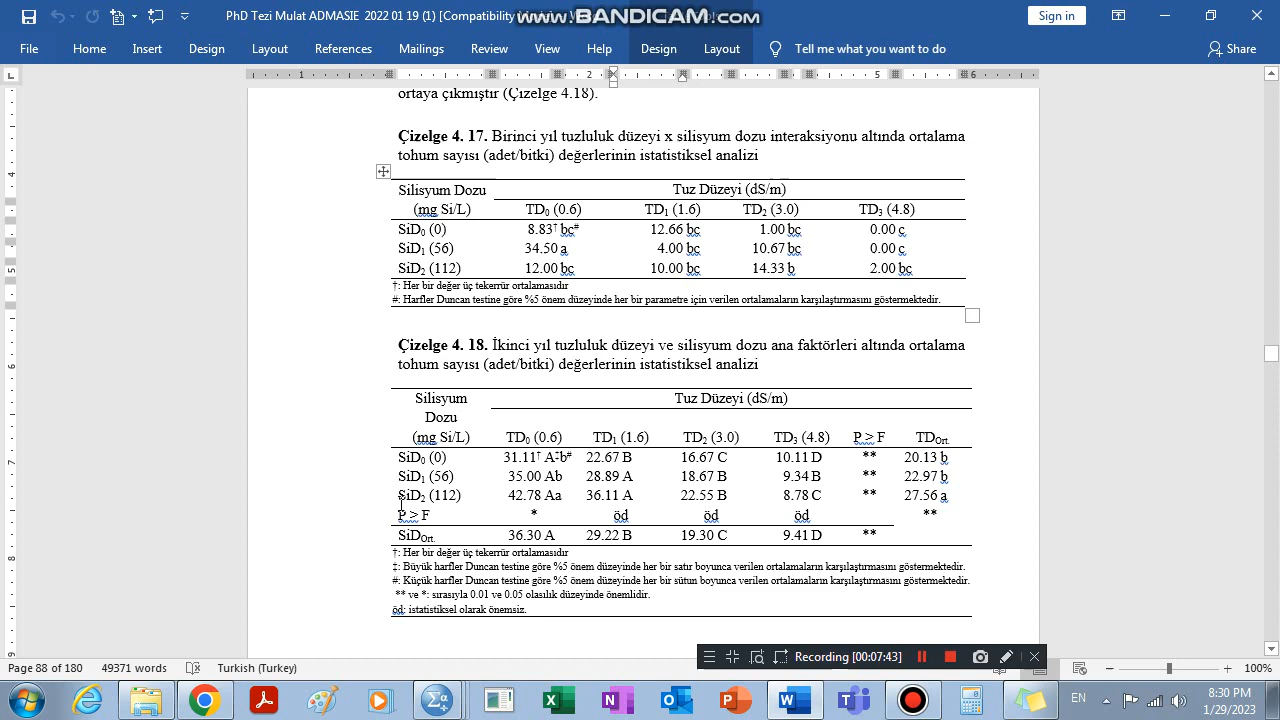 PhD Tezi Mulat ADMASIE 2022 01 19 (1) [Compatibility
www.BANDICAM.com
Sign in
File Home Insert Design Layout References Mailings Review View Help Design Layout Tell me what you want to do Share
1 2 5 6
ortaya çıkmıştır (Çizelge 4.18).
Çizelge 4. 17. Birinci yıl tuzluluk düzeyi x silisyum dozu interaksiyonu altında ortalama
tohum sayısı (adet/bitki) değerlerinin istatistiksel analizi
Silisyum Dozu Tuz Düzeyi (dS/m)
(mg Si/L) TD0 (0.6) TD1 (1.6) TD2 (3.0) TD3 (4.8)
SiD0 (0) 8.83† bc# 12.66 bc 1.00 bc 0.00 c
SiD1 (56) 34.50 a 4.00 bc 10.67 bc 0.00 c
SiD2 (112) 12.00 bc 10.00 bc 14.33 b 2.00 bc
†: Her bir değer üç tekerrür ortalamasıdır
#: Harfler Duncan testine göre %5 önem düzeyinde her bir parametre için verilen ortalamaların karşılaştırmasını göstermektedir.
Çizelge 4. 18. İkinci yıl tuzluluk düzeyi ve silisyum dozu ana faktörleri altında ortalama
tohum sayısı (adet/bitki) değerlerinin istatistiksel analizi
Silisyum Tuz Düzeyi (dS/m)
Dozu
(mg Si/L) TD0 (0.6) TD1 (1.6) TD2 (3.0) TD3 (4.8) P > F TDOrt.
SiD0 (0) 31.11† A‡b# 22.67 B 16.67 C 10.11 D ** 20.13 b
SiD1 (56) 35.00 Ab 28.89 A 18.67 B 9.34 B ** 22.97 b
SiD2 (112) 42.78 Aa 36.11 A 22.55 B 8.78 C ** 27.56 a
P > F * öd öd öd **
SiDOrt. 36.30 A 29.22 B 19.30 C 9.41 D **
†: Her bir değer üç tekerrür ortalamasıdır
‡: Büyük harfler Duncan testine göre %5 önem düzeyinde her bir satır boyunca verilen ortalamaların karşılaştırmasını göstermektedir.
#: Küçük harfler Duncan testine göre %5 önem düzeyinde her bir sütun boyunca verilen ortalamaların karşılaştırmasını göstermektedir.
** ve *: sırasıyla 0.01 ve 0.05 olasılık düzeyinde önemlidir.
öd: istatistiksel olarak önemsiz.
Recording [00:07:43]
Page 88 of 180 49371 words Turkish (Turkey) 100%
EN 8:30 PM
1/29/2023